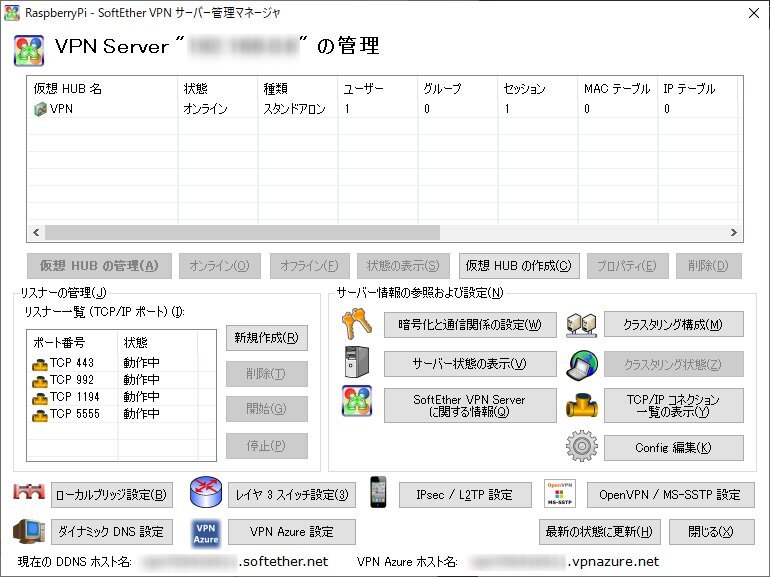 RaspberryPi - SoftEther VPN サーバー管理マネージャ
VPN Server " " の管理
仮想 HUB 名 状態 種類 ユーザー グループ セッション MAC テーブル IP テーブル
VPN オンライン スタンドアロン 1 0 1 0 0
仮想 HUB の管理(A) オンライン(O) オフライン(F) 状態の表示(S) 仮想 HUB の作成(C) プロパティ(E) 削除(D)
リスナーの管理(J)
リスナー一覧 (TCP/IP ポート) (I):
ポート番号 状態
TCP 443 動作中
TCP 992 動作中
TCP 1194 動作中
TCP 5555 動作中
新規作成(R)
削除(T)
開始(G)
停止(P)
サーバー情報の参照および設定(N)
暗号化と通信関係の設定(W)
クラスタリング構成(M)
サーバー状態の表示(V)
クラスタリング状態(Z)
SoftEther VPN Server
に関する情報(Q)
TCP/IP コネクション
一覧の表示(Y)
Config 編集(K)
ローカルブリッジ設定(B) レイヤ 3 スイッチ設定(3) IPsec / L2TP 設定
OpenVPN
MS-SSTP
OpenVPN / MS-SSTP 設定
ダイナミック DNS 設定
VPN
Azure
VPN Azure 設定 最新の状態に更新(H) 閉じる(X)
現在の DDNS ホスト名: .softether.net VPN Azure ホスト名: .vpnazure.net